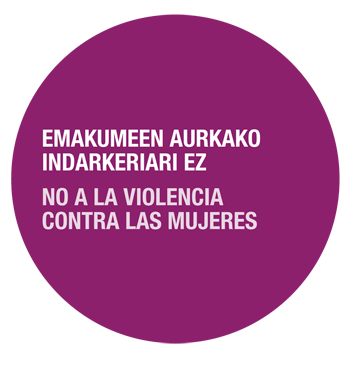 EMAKUMEEN AURKAKO
INDARKERIARI EZ
NO A LA VIOLENCIA
CONTRA LAS MUJERES